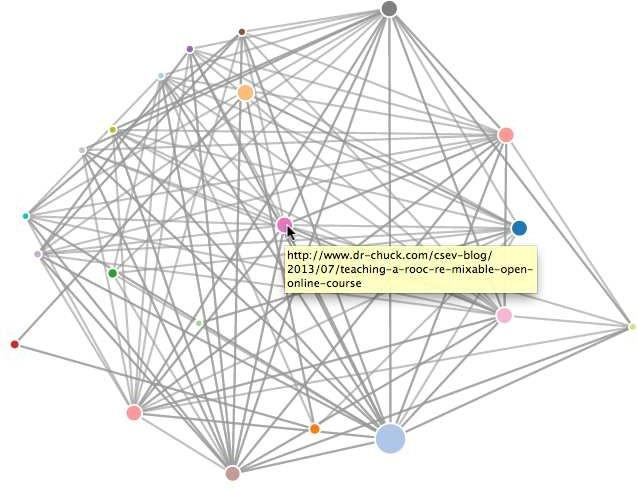 http://www.dr-chuck.com/csev-blog/
2013/07/teaching-a-rooc-re-mixable-open-
online-course